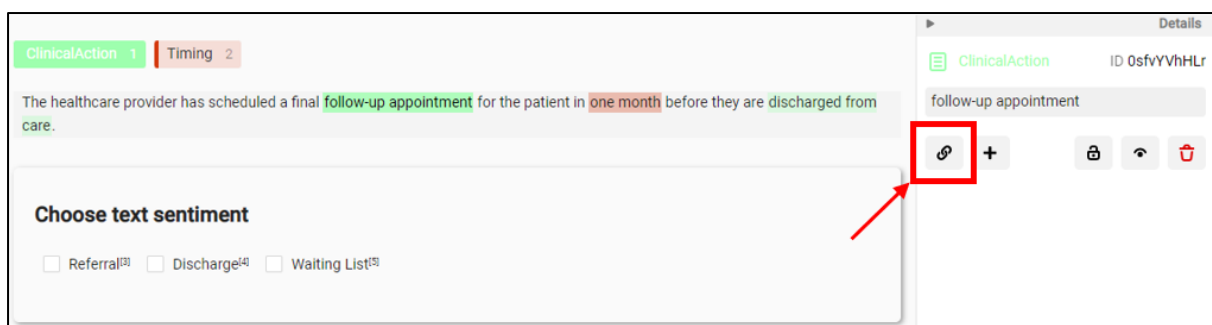 ClinicalAction 1 Timing 2
The healthcare provider has scheduled a final follow-up appointment for the patient in one month before they are discharged from
care.
Choose text sentiment
Referral[3] Discharge[4] Waiting List[5]
Details
ClinicalAction ID 0sfvYVhHLr
follow-up appointment